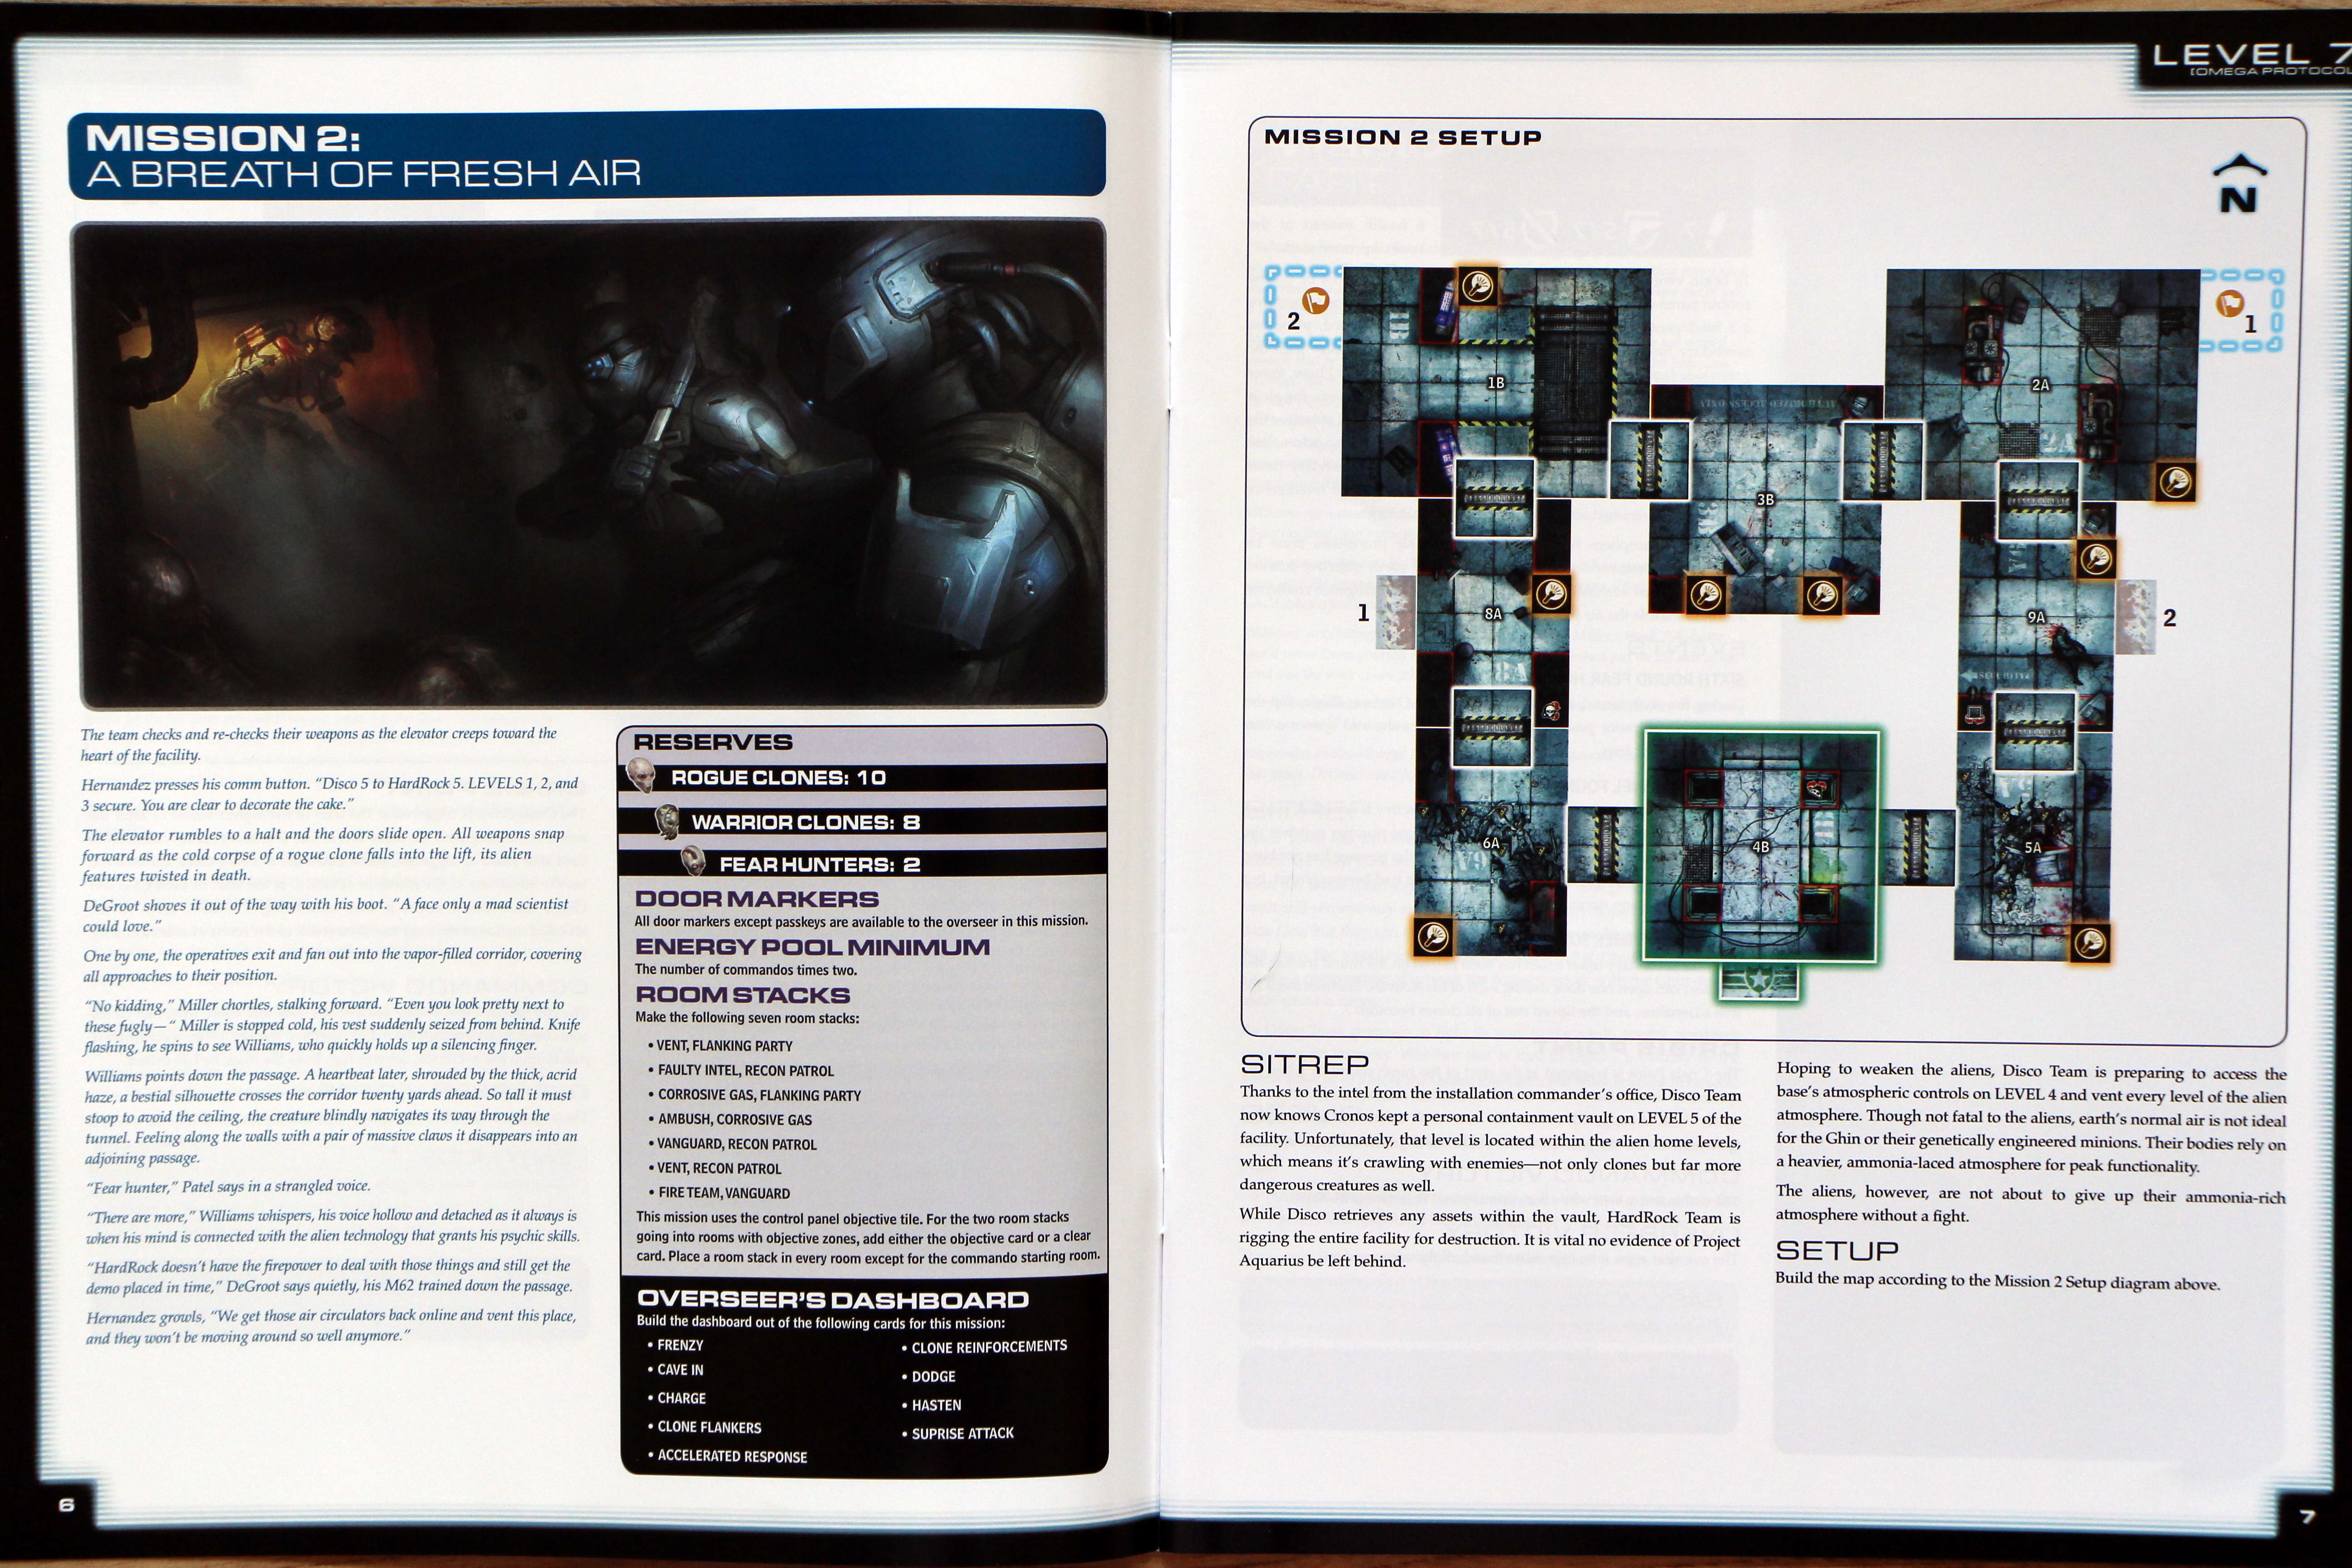 MISSION 2:
A BREATH OF FRESH AIR
The team checks and re-checks their weapons as the elevator creeps toward the
heart of the facility.
Hernandez presses his comm button. “Disco 5 to HardRock 5. LEVELS 1, 2, and
3 secure. You are clear to decorate the cake.”
The elevator rumbles to a halt and the doors slide open. All weapons snap
forward as the cold corpse of a rogue clone falls into the lift, its alien
features twisted in death.
DeGroot shoves it out of the way with his boot. “A face only a mad scientist
could love.”
One by one, the operatives exit and fan out into the vapor-filled corridor, covering
all approaches to their position.
“No kidding,” Miller chortles, stalking forward. “Even you look pretty next to
these fugly—“ Miller is stopped cold, his vest suddenly seized from behind. Knife
flashing, he spins to see Williams, who quickly holds up a silencing finger.
Williams points down the passage. A heartbeat later, shrouded by the thick, acrid
haze, a bestial silhouette crosses the corridor twenty yards ahead. So tall it must
stoop to avoid the ceiling, the creature blindly navigates its way through the
tunnel. Feeling along the walls with a pair of massive claws it disappears into an
adjoining passage.
“Fear hunter,” Patel says in a strangled voice.
“There are more,” Williams whispers, his voice hollow and detached as it always is
when his mind is connected with the alien technology that grants his psychic skills.
“HardRock doesn’t have the firepower to deal with those things and still get the
demo placed in time,” DeGroot says quietly, his M62 trained down the passage.
Hernandez growls, “We get those air circulators back online and vent this place,
and they won’t be moving around so well anymore.”
RESERVES
ROGUE CLONES: 10
WARRIOR CLONES: 8
FEAR HUNTERS: 2
DOOR MARKERS
All door markers except passkeys are available to the overseer in this mission.
ENERGY POOL MINIMUM
The number of commandos times two.
ROOM STACKS
Make the following seven room stacks:
• VENT, FLANKING PARTY
• FAULTY INTEL, RECON PATROL
• CORROSIVE GAS, FLANKING PARTY
• AMBUSH, CORROSIVE GAS
• VANGUARD, RECON PATROL
• VENT, RECON PATROL
• FIRE TEAM, VANGUARD
This mission uses the control panel objective tile. For the two room stacks
going into rooms with objective zones, add either the objective card or a clear
card. Place a room stack in every room except for the commando starting room.
OVERSEER’S DASHBOARD
Build the dashboard out of the following cards for this mission:
• FRENZY
• CAVE IN
• CHARGE
• CLONE FLANKERS
• ACCELERATED RESPONSE
• CLONE REINFORCEMENTS
• DODGE
• HASTEN
• SUPRISE ATTACK
6
LEVEL 7
[OMEGA PROTOCOL
MISSION 2 SETUP
N
2
1
1B
2A
AUTHORIZED ACCESS ONLY
3B
1
8A
9A
2
SECURITY
6A
4B
5A
SITREP
Thanks to the intel from the installation commander’s office, Disco Team
now knows Cronos kept a personal containment vault on LEVEL 5 of the
facility. Unfortunately, that level is located within the alien home levels,
which means it’s crawling with enemies—not only clones but far more
dangerous creatures as well.
While Disco retrieves any assets within the vault, HardRock Team is
rigging the entire facility for destruction. It is vital no evidence of Project
Aquarius be left behind.
Hoping to weaken the aliens, Disco Team is preparing to access the
base’s atmospheric controls on LEVEL 4 and vent every level of the alien
atmosphere. Though not fatal to the aliens, earth’s normal air is not ideal
for the Ghin or their genetically engineered minions. Their bodies rely on
a heavier, ammonia-laced atmosphere for peak functionality.
The aliens, however, are not about to give up their ammonia-rich
atmosphere without a fight.
SETUP
Build the map according to the Mission 2 Setup diagram above.
7